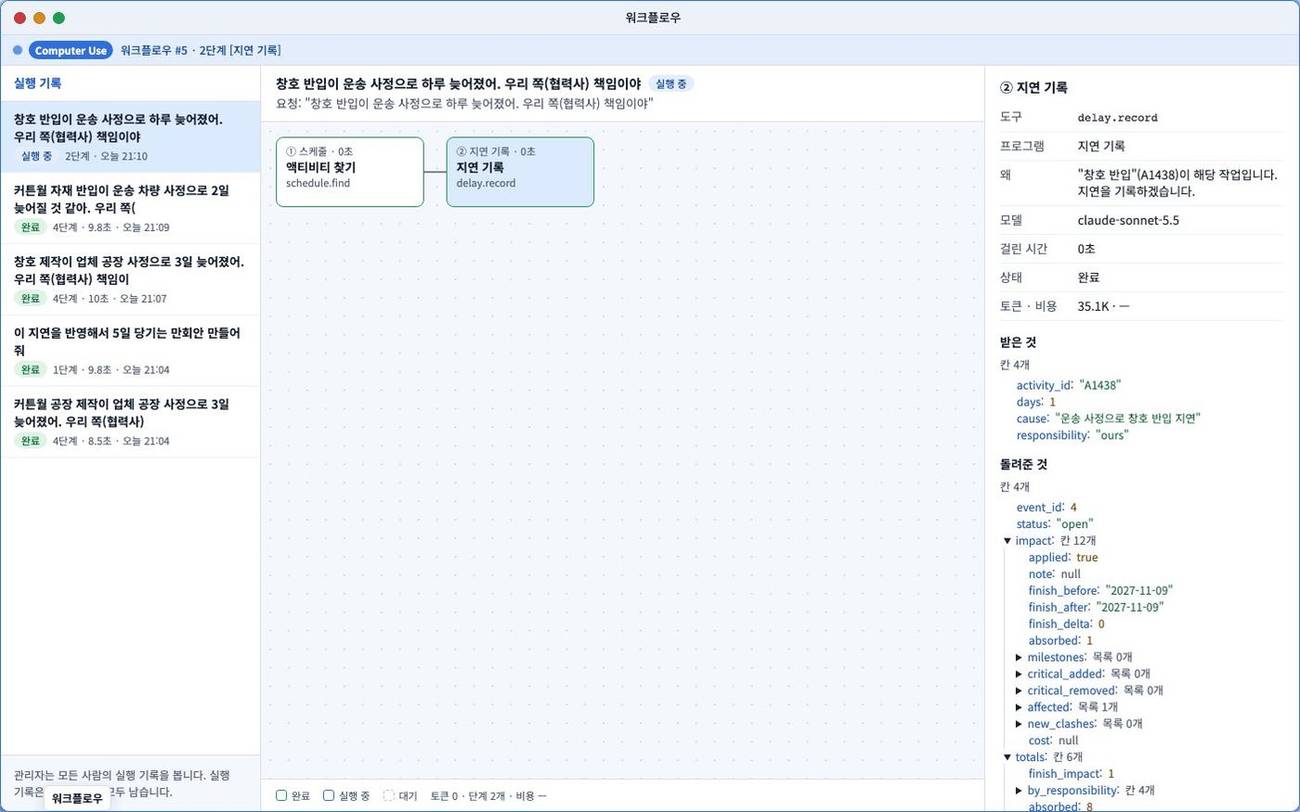 워크플로우
Computer Use 워크플로우 #5 · 2단계 [지연 기록]
실행 기록
창호 반입이 운송 사정으로 하루 늦어졌어.
우리 쪽(협력사) 책임이야
실행 중 2단계 · 오늘 21:10
커튼월 자재 반입이 운송 차량 사정으로 2일
늦어질 것 같아. 우리 쪽(
완료 4단계 · 9.8초 · 오늘 21:09
창호 제작이 업체 공장 사정으로 3일 늦어졌어.
우리 쪽(협력사) 책임이
완료 4단계 · 10초 · 오늘 21:07
이 지연을 반영해서 5일 당기는 만회안 만들어
줘
완료 1단계 · 9.8초 · 오늘 21:04
커튼월 공장 제작이 업체 공장 사정으로 3일
늦어졌어. 우리 쪽(협력사)
완료 4단계 · 8.5초 · 오늘 21:04
관리자는 모든 사람의 실행 기록을 봅니다. 실행
기록은 모두 남습니다.
워크플로우
창호 반입이 운송 사정으로 하루 늦어졌어. 우리 쪽(협력사) 책임이야 실행 중
요청: "창호 반입이 운송 사정으로 하루 늦어졌어. 우리 쪽(협력사) 책임이야"
① 스케줄 · 0초
액티비티 찾기
schedule.find
② 지연 기록 · 0초
지연 기록
delay.record
완료 실행 중 대기 토큰 0 · 단계 2개 · 비용 —
② 지연 기록
도구 delay.record
프로그램 지연 기록
왜 "창호 반입"(A1438)이 해당 작업입니다.
지연을 기록하겠습니다.
모델 claude-sonnet-5.5
걸린 시간 0초
상태 완료
토큰 · 비용 35.1K · —
받은 것
칸 4개
activity_id: "A1438"
days: 1
cause: "운송 사정으로 창호 반입 지연"
responsibility: "ours"
돌려준 것
칸 4개
event_id: 4
status: "open"
▼ impact: 칸 12개
applied: true
note: null
finish_before: "2027-11-09"
finish_after: "2027-11-09"
finish_delta: 0
absorbed: 1
▶ milestones: 목록 0개
▶ critical_added: 목록 0개
▶ critical_removed: 목록 0개
▶ affected: 목록 1개
▶ new_clashes: 목록 0개
cost: null
▼ totals: 칸 6개
finish_impact: 1
▶ by_responsibility: 칸 4개
absorbed: 8